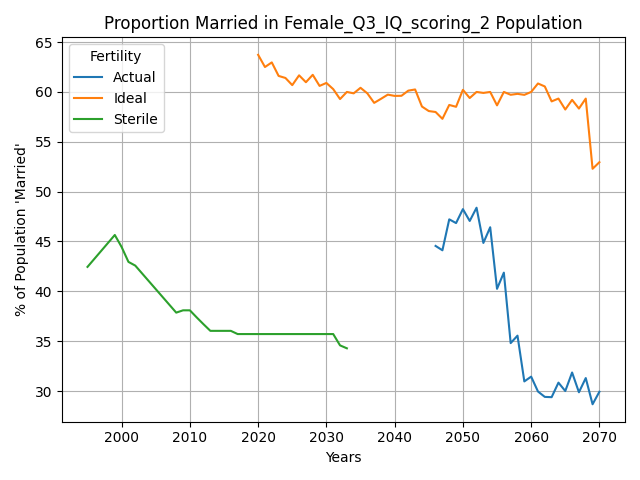 Proportion Married in Female_Q3_IQ_scoring_2 Population
Fertility
Actual
Ideal
Sterile
% of Population 'Married'
65
60
55
50
45
40
35
30
2000
2010
2020
2030
2040
2050
2060
2070
Years